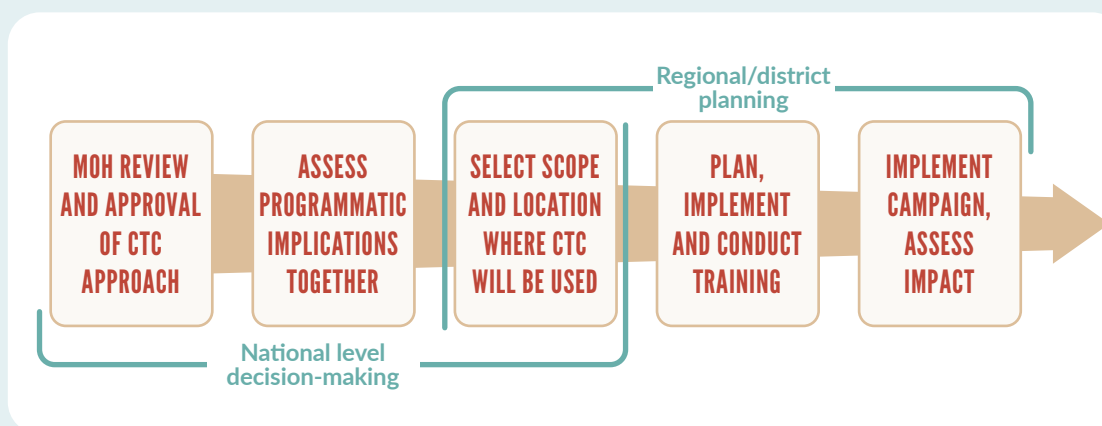 Regional/district
planning
MOH REVIEW
AND APPROVAL
OF CTC
APPROACH
ASSESS
PROGRAMMATIC
IMPLICATIONS
TOGETHER
SELECT SCOPE
AND LOCATION
WHERE CTC
WILL BE USED
PLAN,
IMPLEMENT
AND CONDUCT
TRAINING
IMPLEMENT
CAMPAIGN,
ASSESS
IMPACT
National level
decision-making